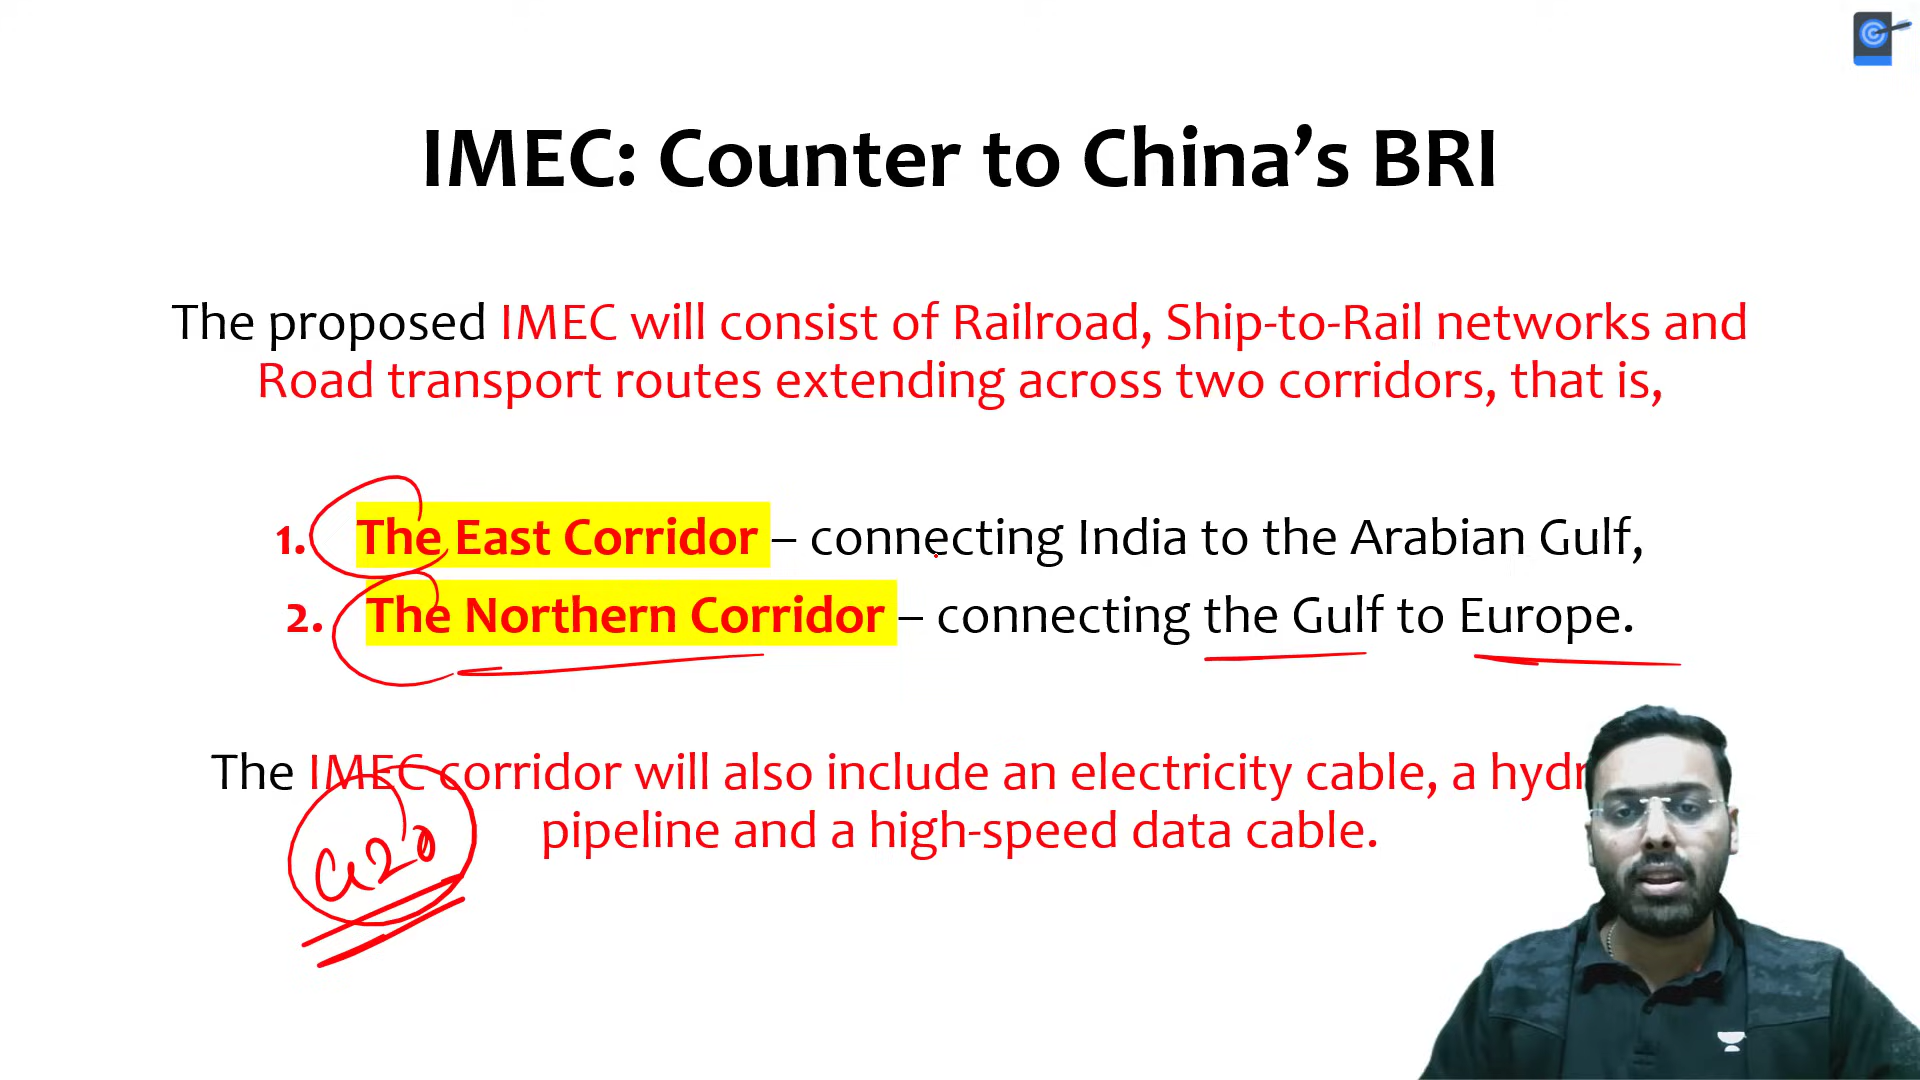 IMEC: Counter to China’s BRI
The proposed IMEC will consist of Railroad, Ship-to-Rail networks and
Road transport routes extending across two corridors, that is,
1. The East Corridor – connecting India to the Arabian Gulf,
2. The Northern Corridor – connecting the Gulf to Europe.
The IMEC corridor will also include an electricity cable, a
pipeline and a high-speed data cable.
G20